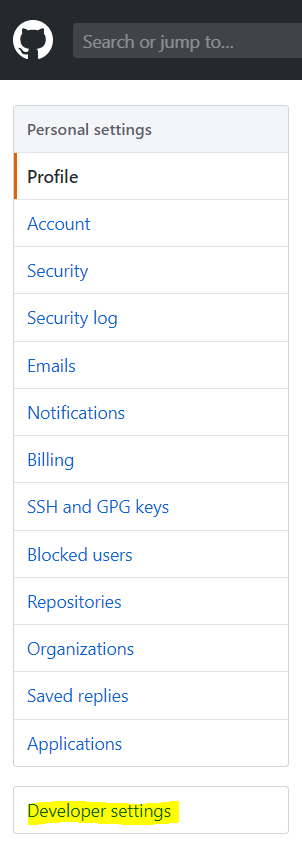 Search or jump to...
Personal settings
Profile
Account
Security
Security log
Emails
Notifications
Billing
SSH and GPG keys
Blocked users
Repositories
Organizations
Saved replies
Applications
Developer settings